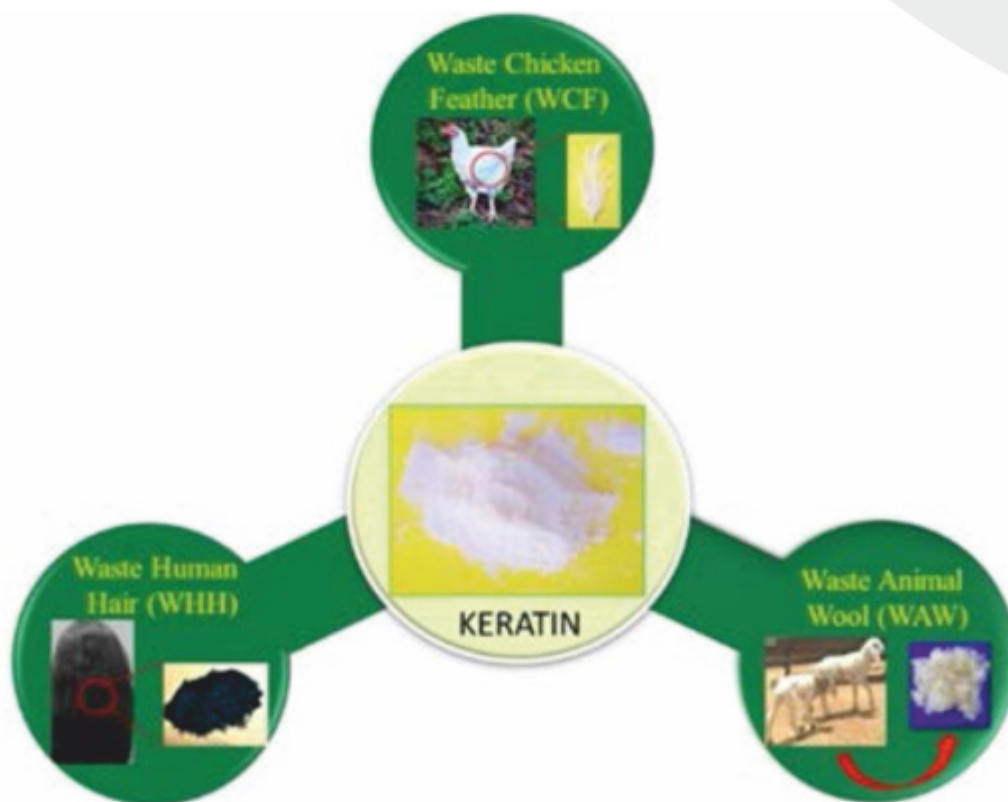 Waste Chicken
Feather (WCF)
KERATIN
Waste Human
Hair (WHH)
Waste Animal
Wool (WAW)